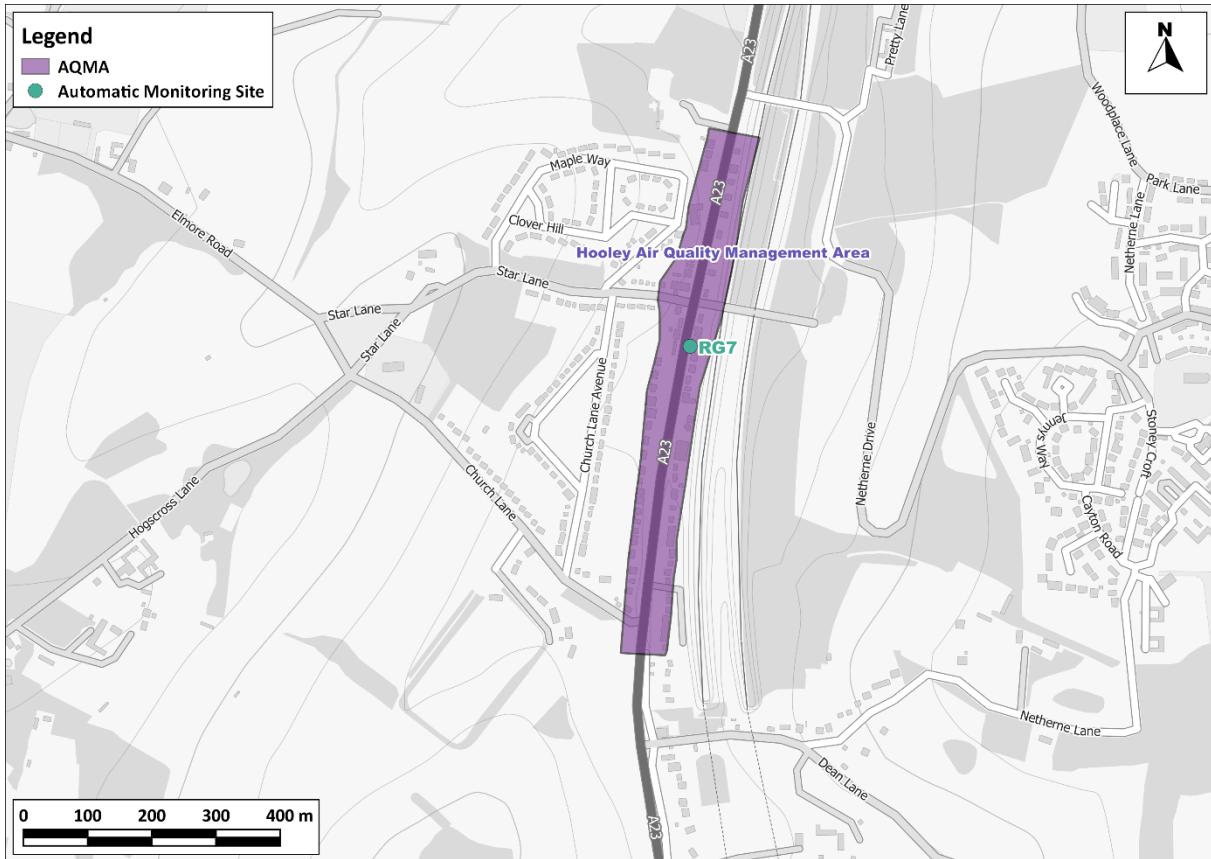 Legend
AQMA
Automatic Monitoring Site
N
A23
Pretty Lane
Woodplace Lane
Park Lane
Netherne Lane
Maple Way
A23
Clover Hill
Elmore Road
Hooley Air Quality Management Area
Star Lane
Star Lane
Star Lane
RG7
Church Lane Avenue
Jennys Way
Stoney Croft
Netherne Drive
A23
Church Lane
Hogscross Lane
Cayton Road
Netherne Lane
Dean Lane
A23
0 100 200 300 400 m